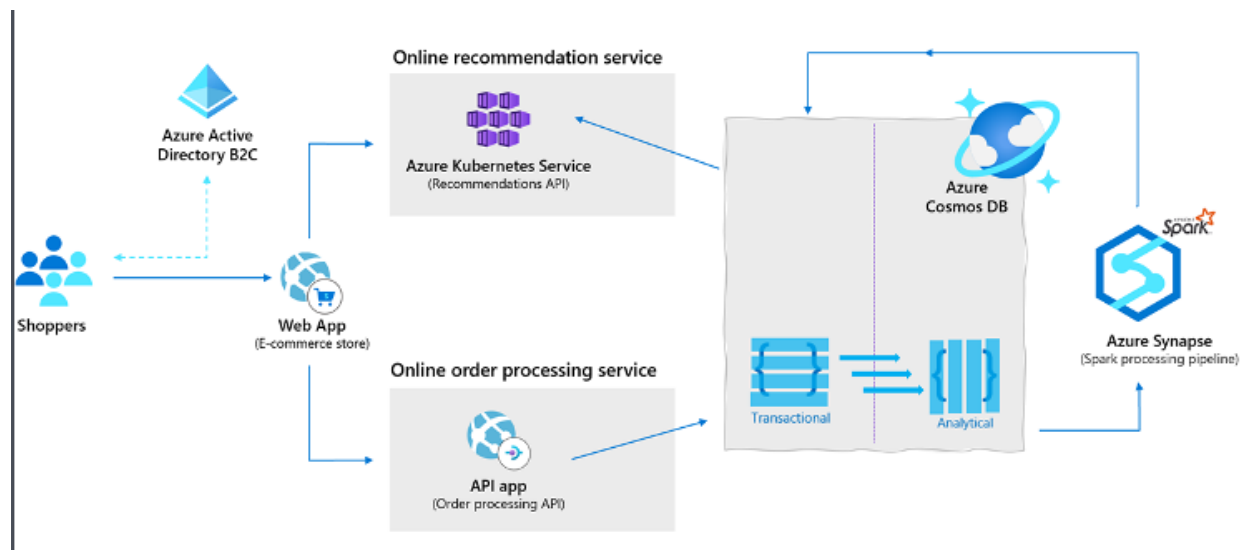 Online recommendation service
Azure Active
Directory B2C
Azure Kubernetes Service
(Recommendations API)
Azure
Cosmos DB
APACHE
Spark
Shoppers
Web App
(E-commerce store)
Azure Synapse
(Spark processing pipeline)
Online order processing service
Transactional
Analytical
API app
(Order processing API)